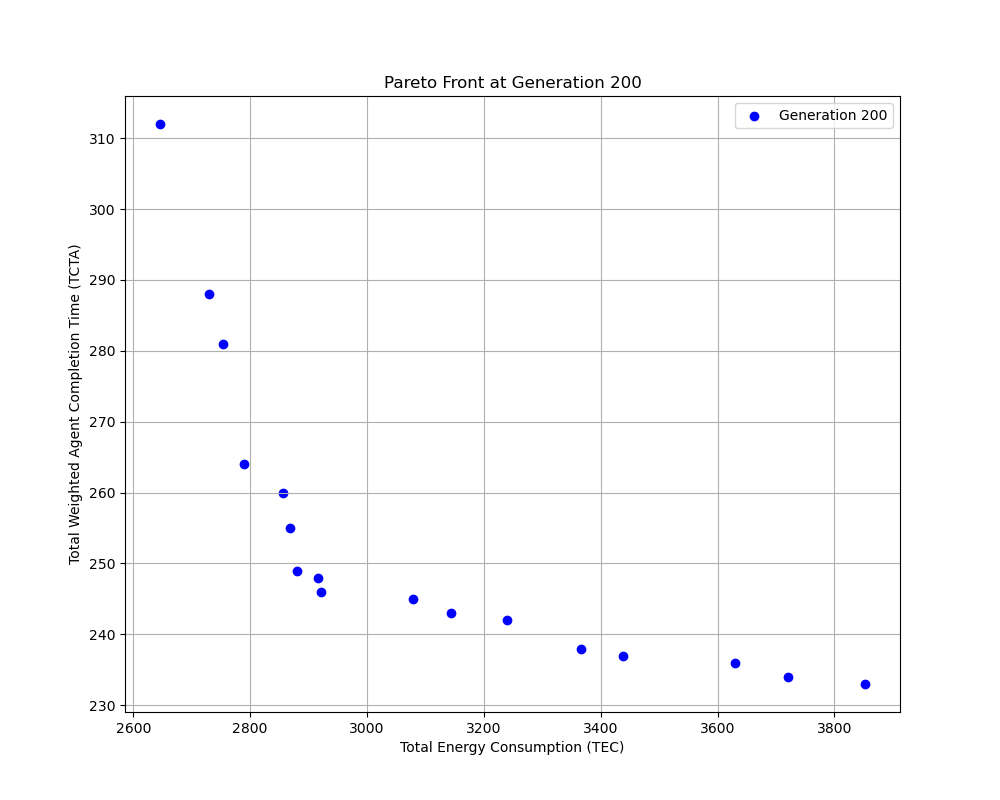 Pareto Front at Generation 200
Generation 200
310
300
290
280
270
260
250
240
230
Total Weighted Agent Completion Time (TCTA)
2600 2800 3000 3200 3400 3600 3800
Total Energy Consumption (TEC)